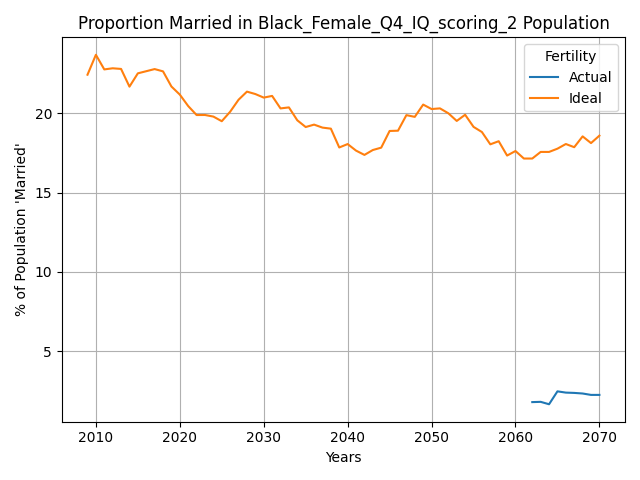 Proportion Married in Black_Female_Q4_IQ_scoring_2 Population
% of Population 'Married'
20
15
10
5
Fertility
Actual
Ideal
2010 2020 2030 2040 2050 2060 2070
Years